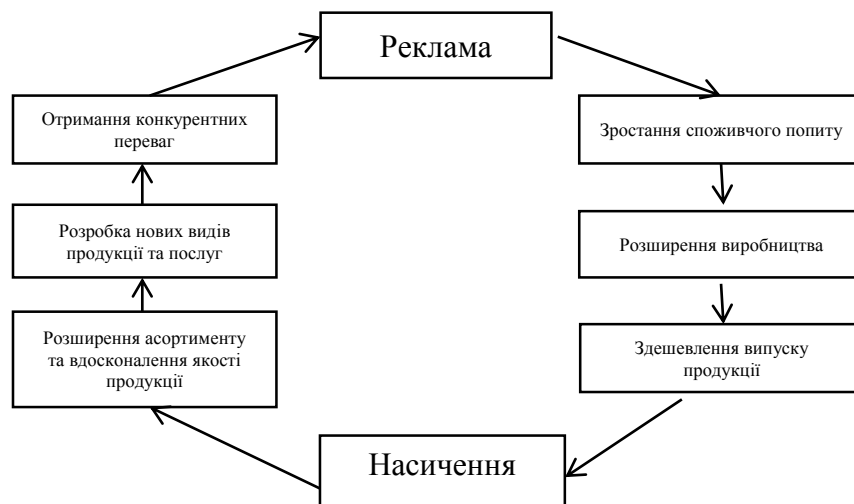 Реклама
Отримання конкурентних
переваг
Зростання споживчого попиту
Розробка нових видів
продукції та послуг
Розширення виробництва
Розширення асортименту
та вдосконалення якості
продукції
Здешевлення випуску
продукції
Насичення